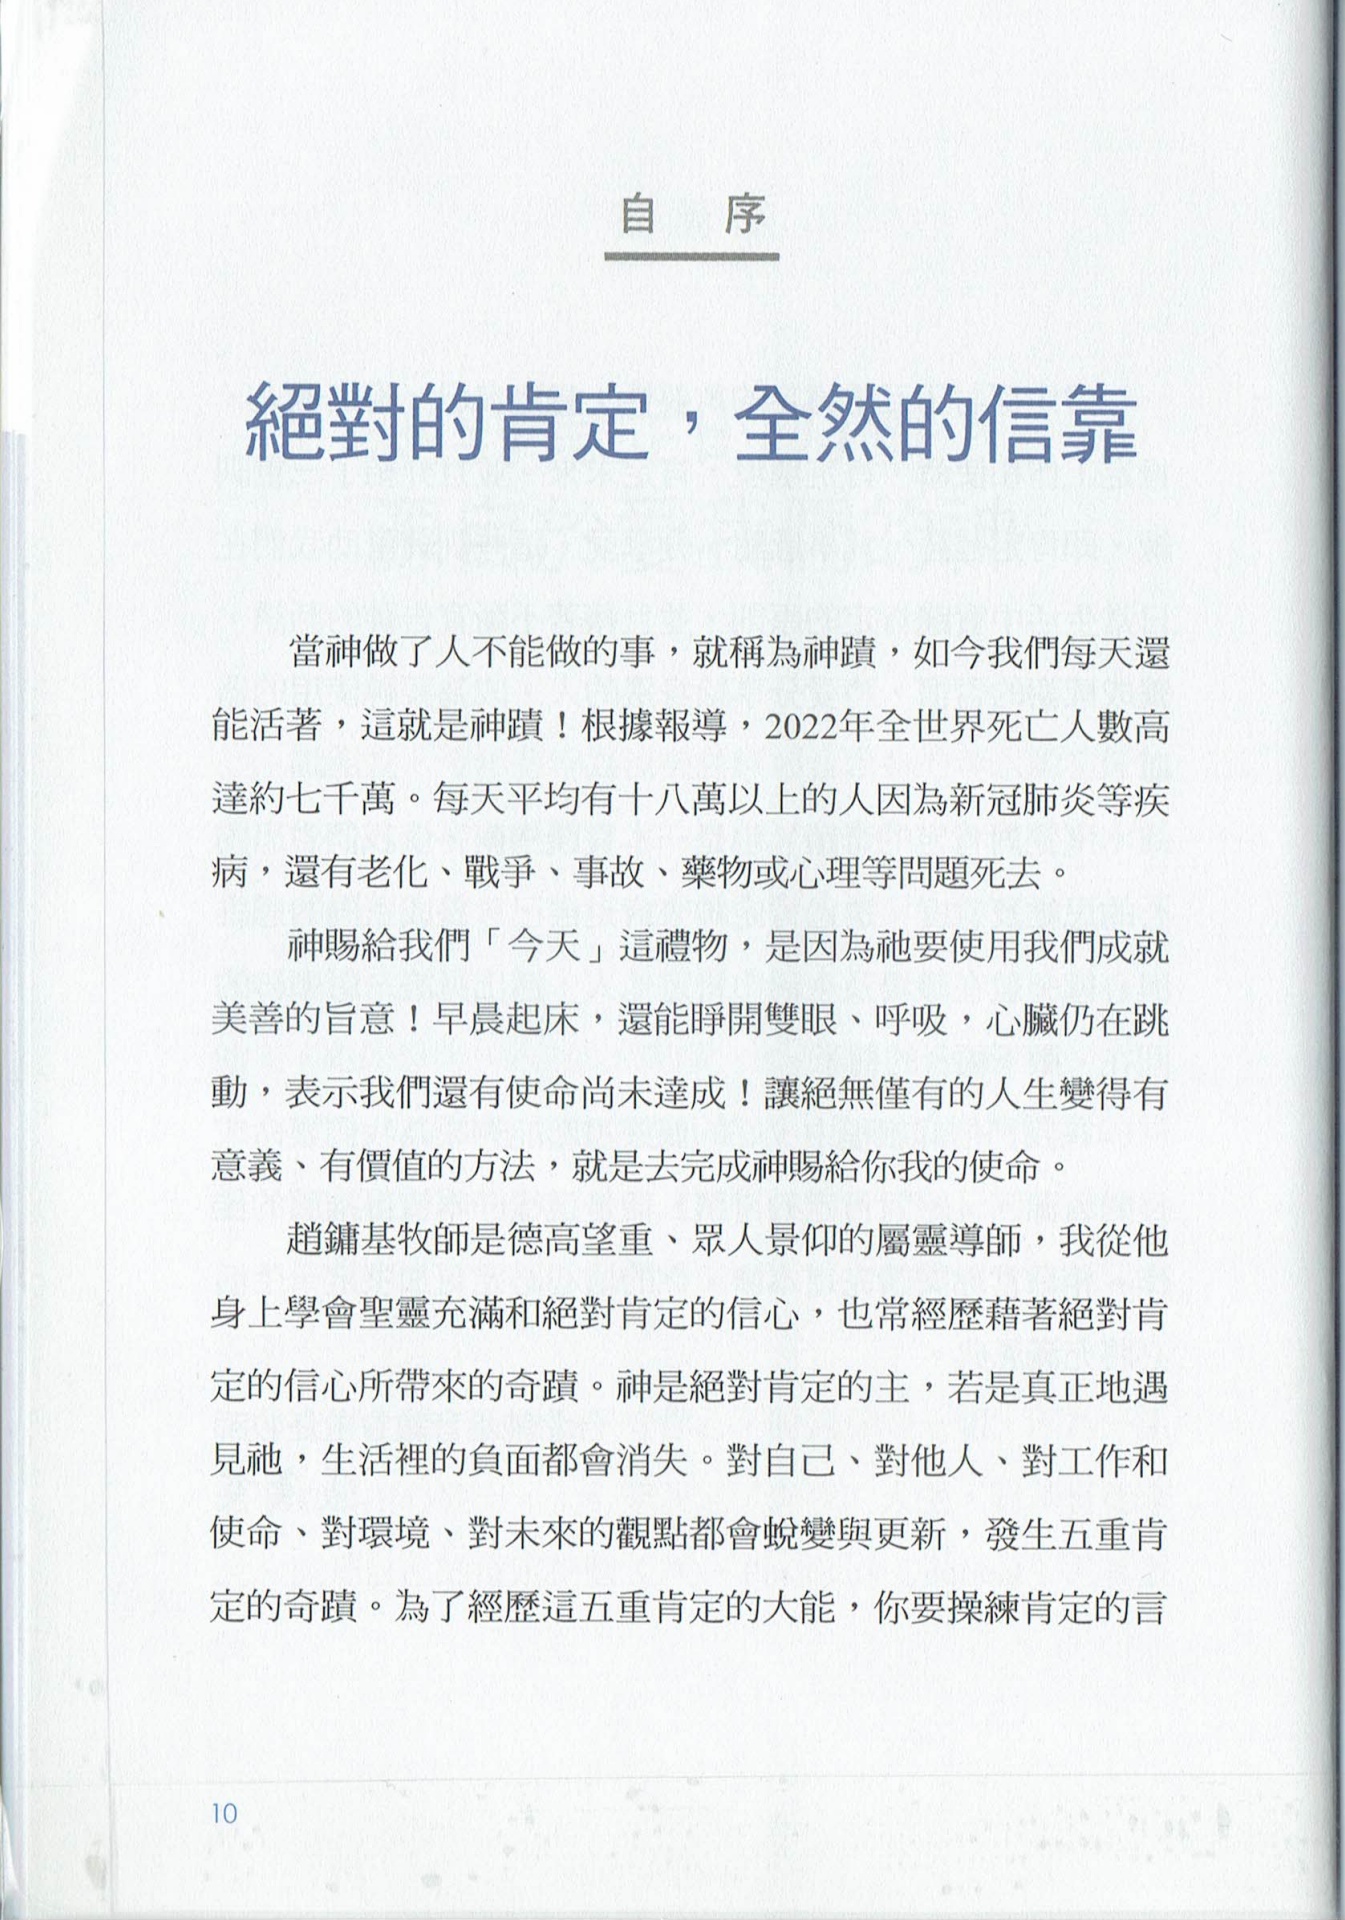 自序
絕對的肯定，全然的信靠
當神做了人不能做的事，就稱為神蹟，如今我們每天還
能活著，這就是神蹟！根據報導，2022年全世界死亡人數高
達約七千萬。每天平均有十八萬以上的人因為新冠肺炎等疾
病，還有老化、戰爭、事故、藥物或心理等問題死去。
神賜給我們「今天」這禮物，是因為祂要使用我們成就
美善的旨意！早晨起床，還能睜開雙眼、呼吸，心臟仍在跳
動，表示我們還有使命尚未達成！讓絕無僅有的人生變得有
意義、有價值的方法，就是去完成神賜給你我的使命。
趙鏞基牧師是德高望重、眾人景仰的屬靈導師，我從他
身上學會聖靈充滿和絕對肯定的信心，也常經歷藉著絕對肯
定的信心所帶來的奇蹟。神是絕對肯定的主，若是真正地遇
見祂，生活裡的負面都會消失。對自己、對他人、對工作和
使命、對環境、對未來的觀點都會蛻變與更新，發生五重肯
定的奇蹟。為了經歷這五重肯定的大能，你要操練肯定的言
10